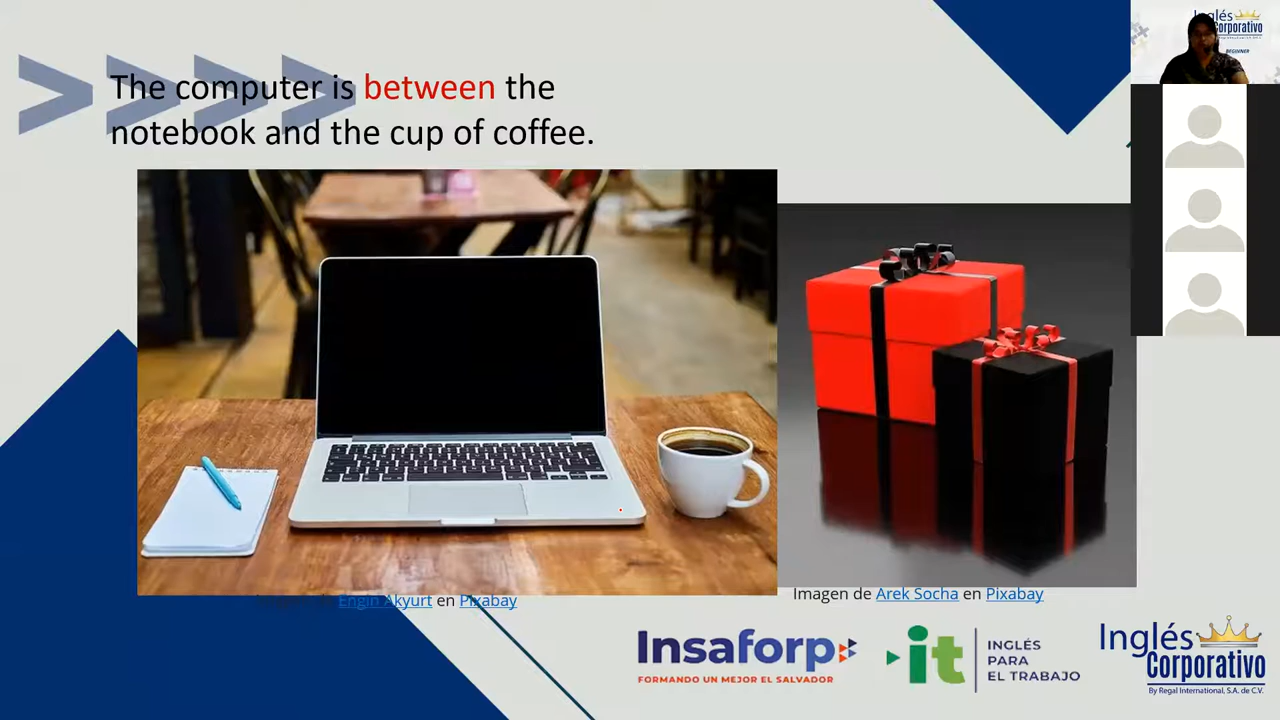 The computer is between the
notebook and the cup of coffee.
Inglés
Corporativo
BEGINNER
Engin Akyurt en Pixabay
Imagen de Arek Socha en Pixabay
Insaforp
FORMANDO UN MEJOR EL SALVADOR
it
INGLÉS
PARA
EL TRABAJO
Inglés
Corporativo
By Regal International, S.A. de C.V.